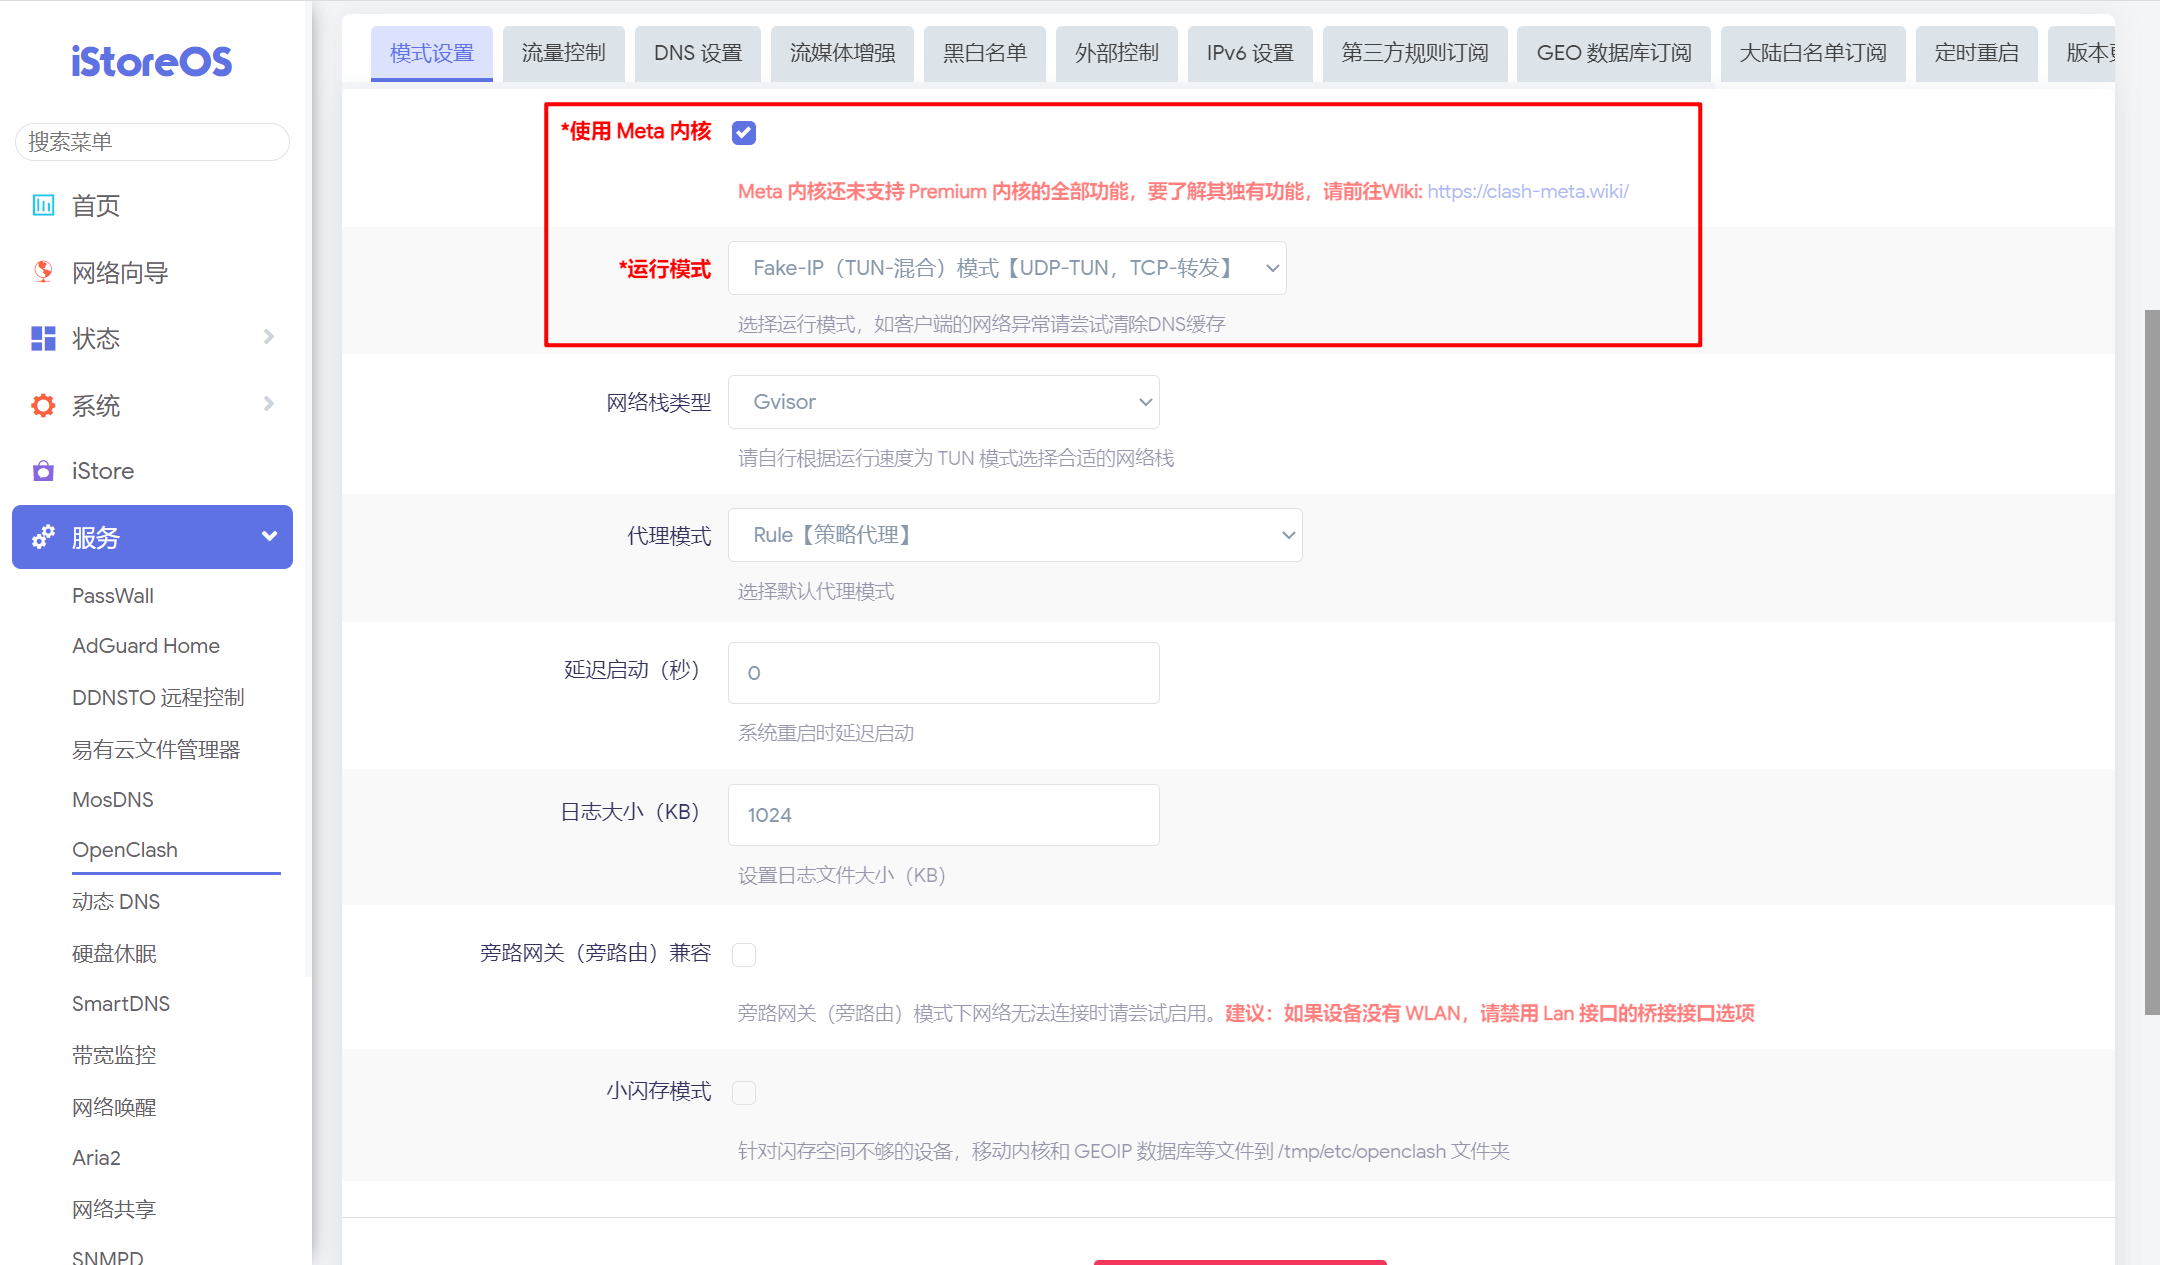 iStoreOS
搜索菜单
首页
网络向导
状态
系统
iStore
服务
PassWall
AdGuard Home
DDNSTO 远程控制
易有云文件管理器
MosDNS
OpenClash
动态 DNS
硬盘休眠
SmartDNS
带宽监控
网络唤醒
Aria2
网络共享
SNMPD
模式设置
流量控制
DNS 设置
流媒体增强
黑白名单
外部控制
IPv6 设置
第三方规则订阅
GEO 数据库订阅
大陆白名单订阅
定时重启
版本更
*使用 Meta 内核
Meta 内核还未支持 Premium 内核的全部功能，要了解其独有功能，请前往Wiki: https://clash-meta.wiki/
*运行模式
Fake-IP（TUN-混合）模式【UDP-TUN，TCP-转发】
选择运行模式，如客户端的网络异常请尝试清除DNS缓存
网络栈类型
Gvisor
请自行根据运行速度为 TUN 模式选择合适的网络栈
代理模式
Rule【策略代理】
选择默认代理模式
延迟启动（秒）
0
系统重启时延迟启动
日志大小（KB）
1024
设置日志文件大小（KB）
旁路网关（旁路由）兼容
旁路网关（旁路由）模式下网络无法连接时请尝试启用。建议：如果设备没有 WLAN，请禁用 Lan 接口的桥接接口选项
小闪存模式
针对闪存空间不够的设备，移动内核和 GEOIP 数据库等文件到 /tmp/etc/openclash 文件夹